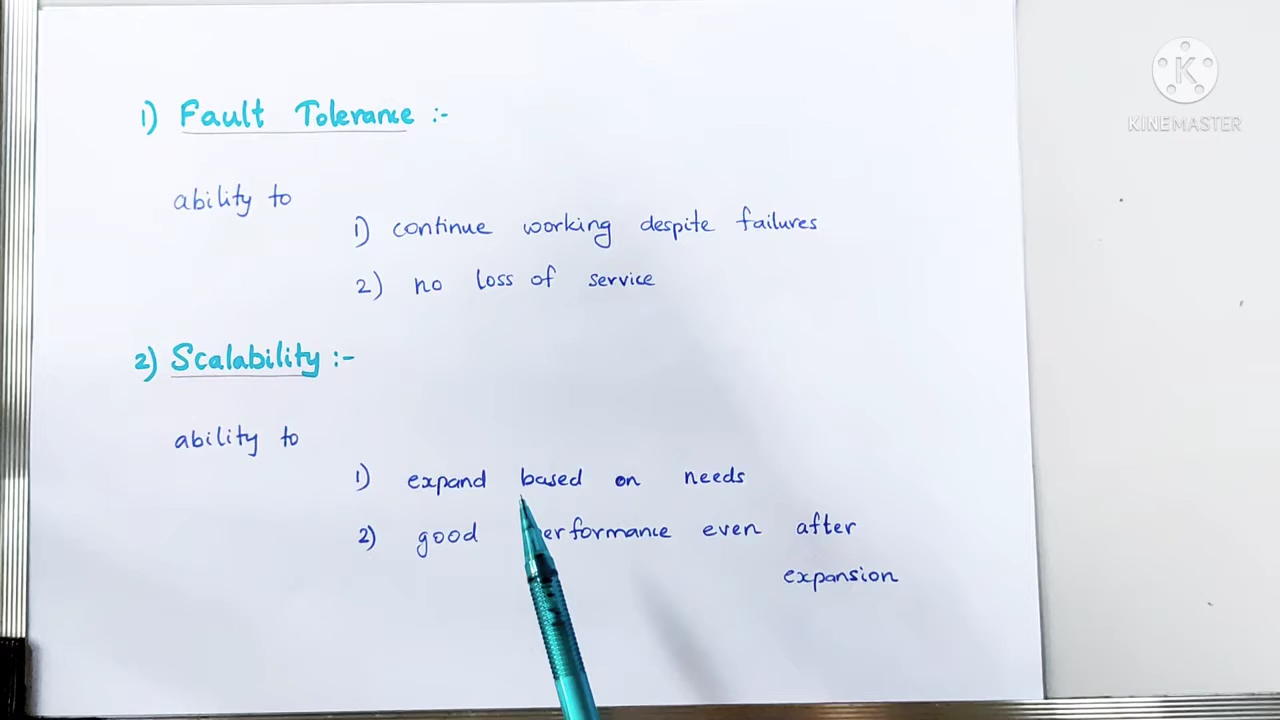 1) Fault Tolerance :-
ability to
1) continue working despite failures
2) no loss of service
2) Scalability :-
ability to
1) expand based on needs
2) good performance even after
expansion
K
KINEMASTER